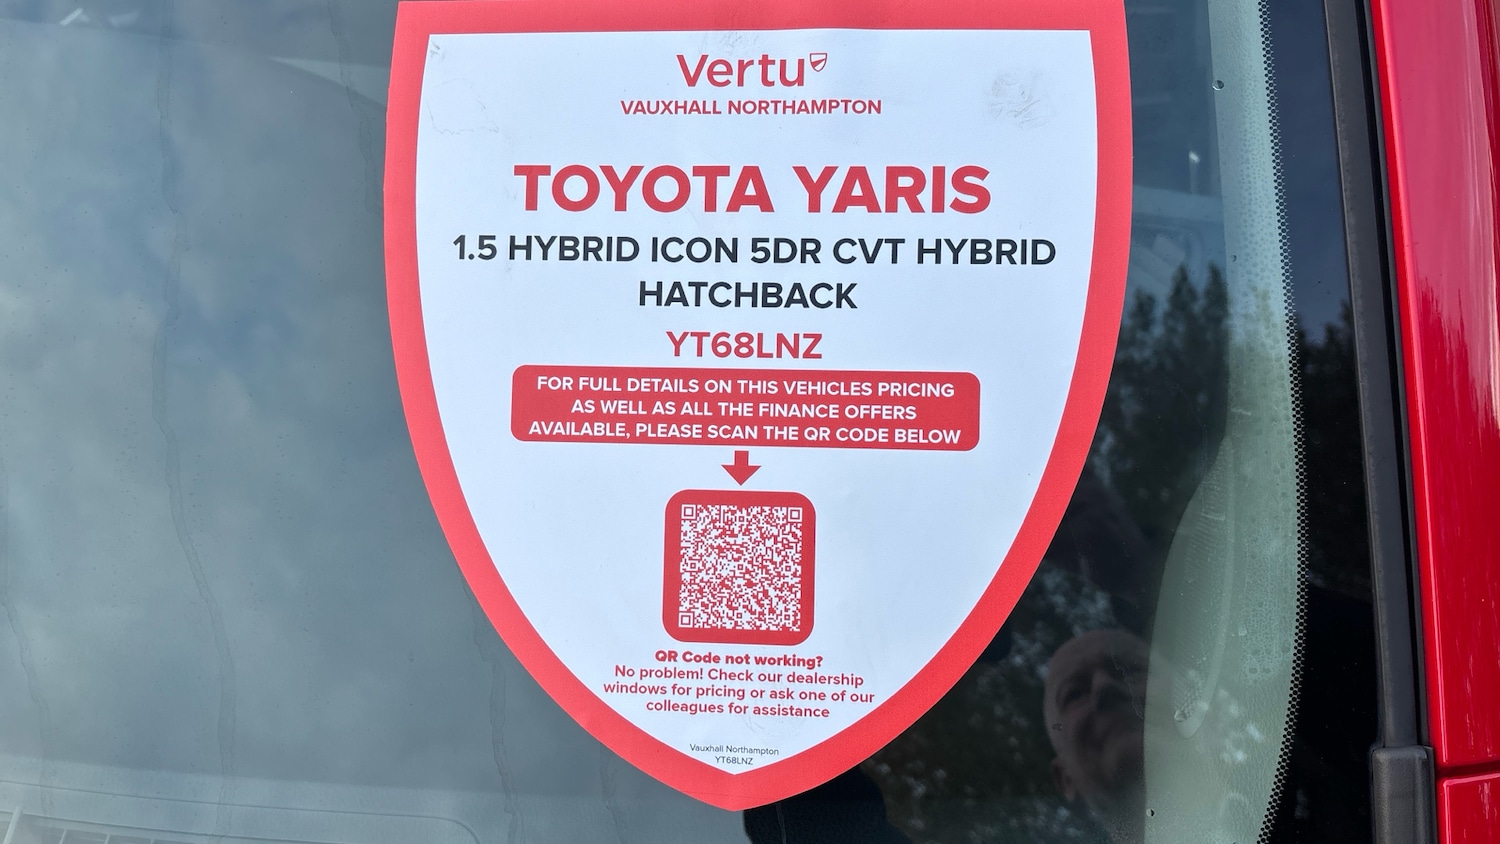 Vertu
VAUXHALL NORTHAMPTON
TOYOTA YARIS
1.5 HYBRID ICON 5DR CVT HYBRID
HATCHBACK
YT68LNZ
FOR FULL DETAILS ON THIS VEHICLES PRICING
AS WELL AS ALL THE FINANCE OFFERS
AVAILABLE, PLEASE SCAN THE QR CODE BELOW
QR Code not working?
No problem! Check our dealership
windows for pricing or ask one of our
colleagues for assistance
Vauxhall Northampton
YT68LNZ